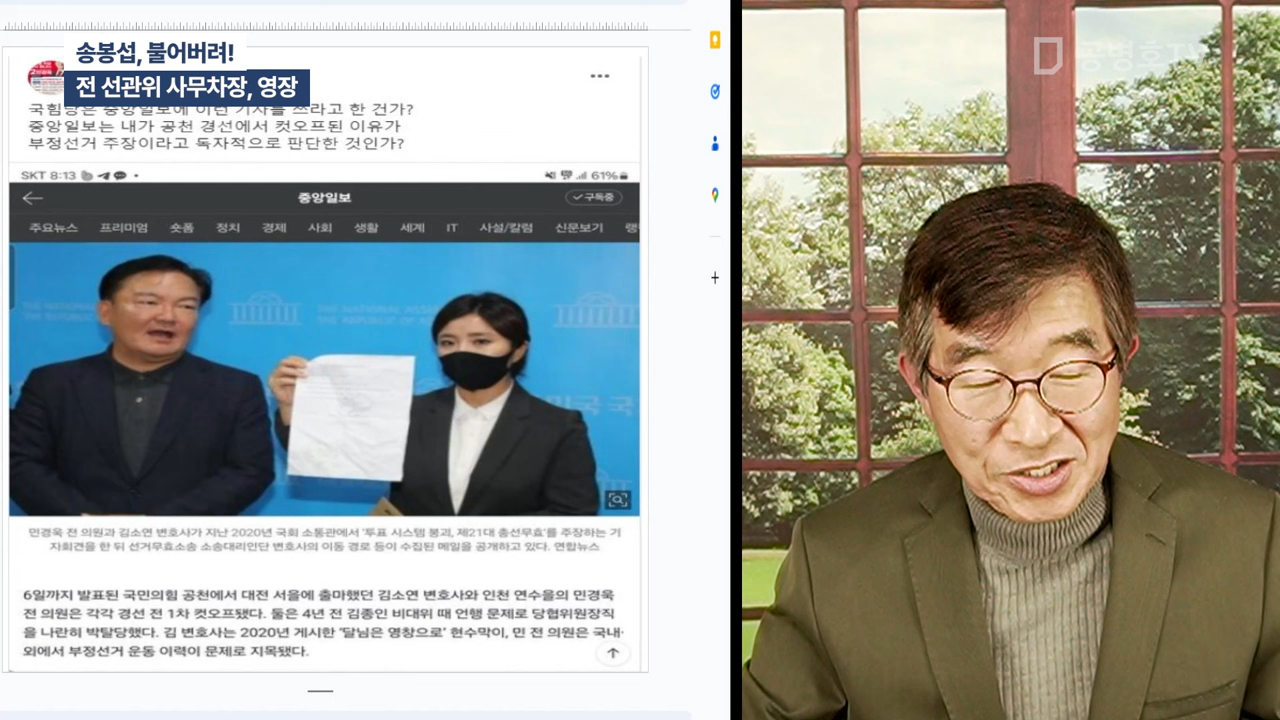 송봉섭, 불어버려!
전 선관위 사무차장, 영장
공병호TV
국힘당은 중앙일보에 이런 기사를 쓰라고 한 건가?
중앙일보는 내가 공천 경선에서 컷오프된 이유가
부정선거 주장이라고 독자적으로 판단한 것인가?
SKT 8:13
61%
중앙일보
구독중
주요뉴스 프리미엄 숏폼 정치 경제 사회 생활 세계 IT 사설/칼럼 신문보기 랭
THE NATIONAL ASSEMBLY
민국 국
민경욱 전 의원과 김소연 변호사가 지난 2020년 국회 소통관에서 '투표 시스템 붕괴, 제21대 총선무효'를 주장하는 기
자회견을 한 뒤 선거무효소송 소송대리인단 변호사의 이동 경로 등이 수집된 메일을 공개하고 있다. 연합뉴스
6일까지 발표된 국민의힘 공천에서 대전 서을에 출마했던 김소연 변호사와 인천 연수을의 민경욱
전 의원은 각각 경선 전 1차 컷오프됐다. 둘은 4년 전 김종인 비대위 때 언행 문제로 당협위원장직
을 나란히 박탈당했다. 김 변호사는 2020년 게시한 '달님은 영창으로' 현수막이, 민 전 의원은 국내·
외에서 부정선거 운동 이력이 문제로 지목됐다.